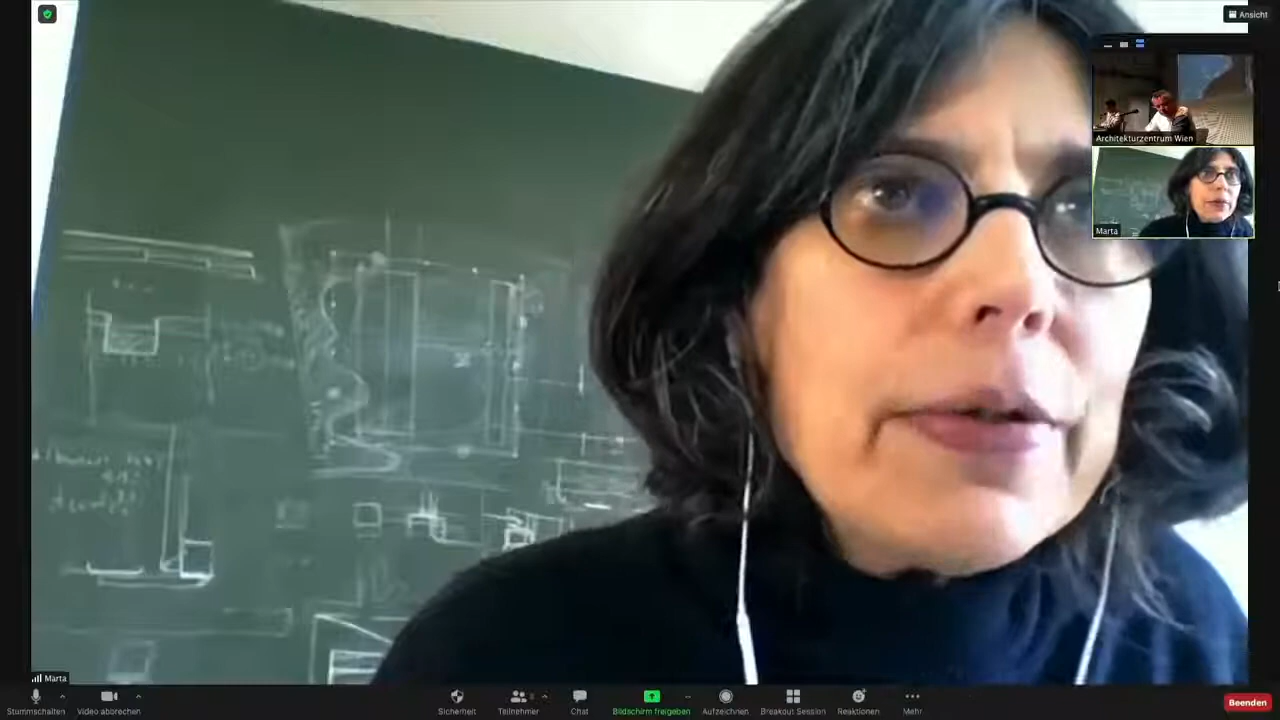 Ansicht
Architekturzentrum Wien
Marta
Marta
Stummschalten
Video abbrechen
Sicherheit
Teilnehmer
Chat
Bildschirm freigeben
Aufzeichnen
Breakout Session
Reaktionen
Mehr
Beenden